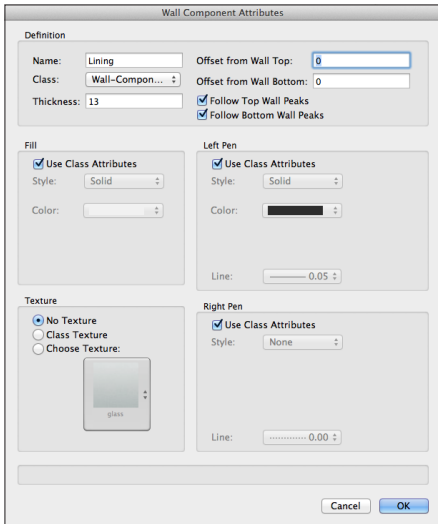 Wall Component Attributes
Definition
Name: Lining
Offset from Wall Top: 0
Class: Wall-Compon...
Offset from Wall Bottom: 0
Thickness: 13
Follow Top Wall Peaks
Follow Bottom Wall Peaks
Fill
Use Class Attributes
Style: Solid
Color:
Left Pen
Use Class Attributes
Style: Solid
Color:
Line: 0.05
Texture
No Texture
Class Texture
Choose Texture:
glass
Right Pen
Use Class Attributes
Style: None
Line: 0.00
Cancel OK